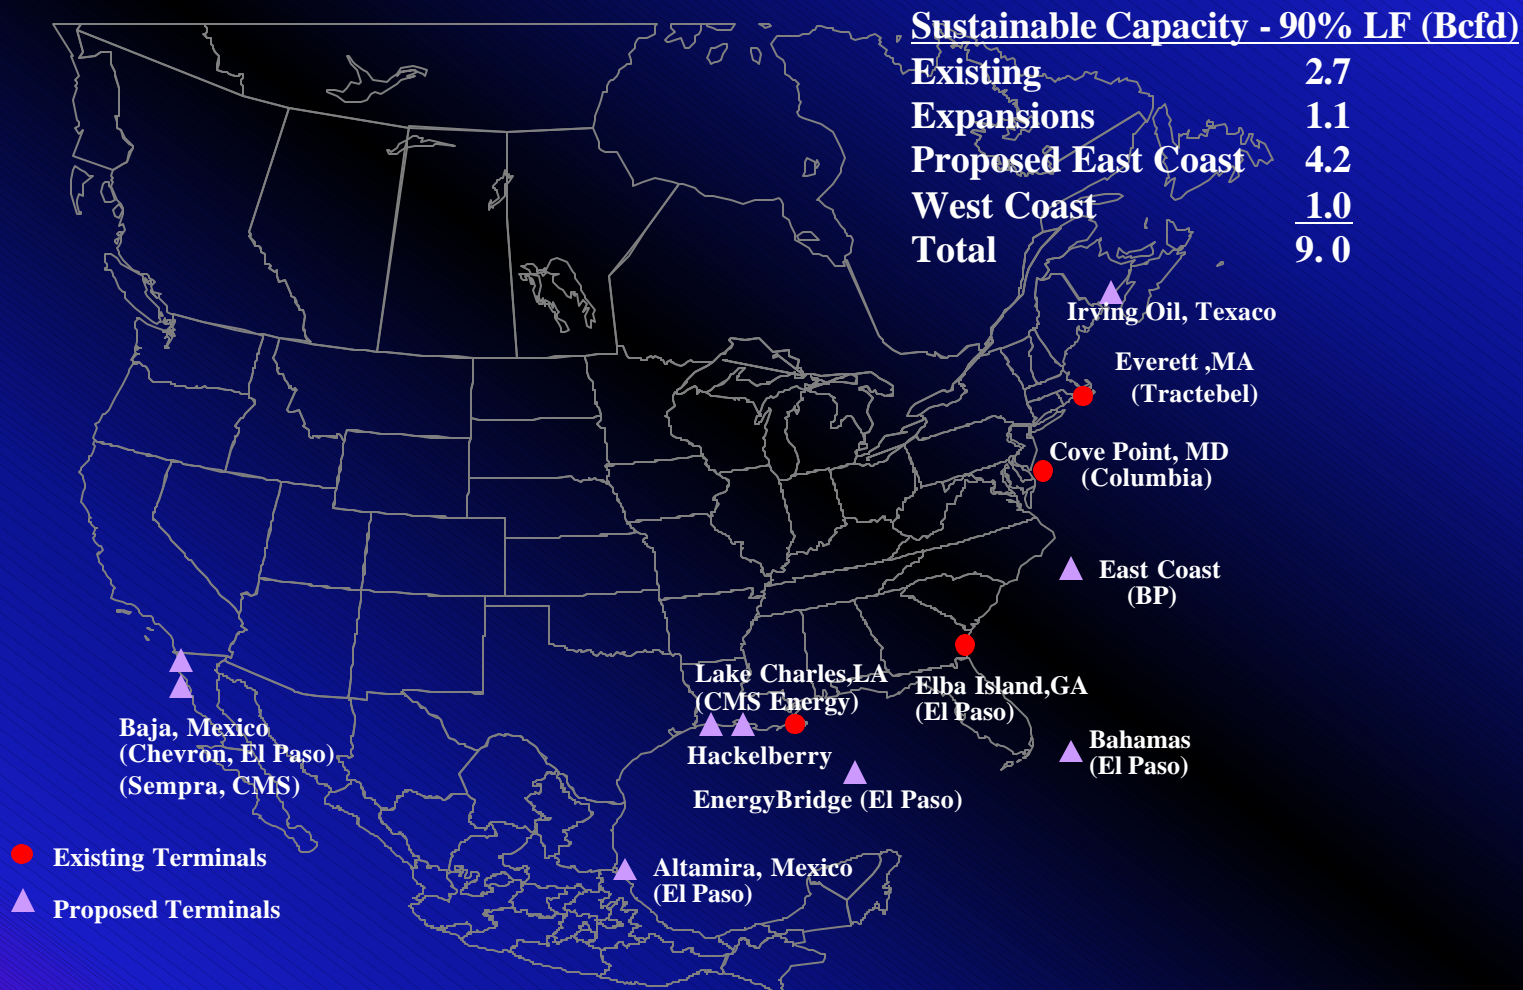 Sustainable Capacity - 90% LF (Bcfd)
Existing 2.7
Expansions 1.1
Proposed East Coast 4.2
West Coast 1.0
Total 9. 0
Irving Oil, Texaco
Everett ,MA
(Tractebel)
Cove Point, MD
(Columbia)
East Coast
(BP)
Lake Charles,LA
(CMS Energy)
Elba Island,GA
(El Paso)
Baja, Mexico
(Chevron, El Paso)
(Sempra, CMS)
Hackelberry
Bahamas
(El Paso)
EnergyBridge (El Paso)
Altamira, Mexico
(El Paso)
Existing Terminals
Proposed Terminals